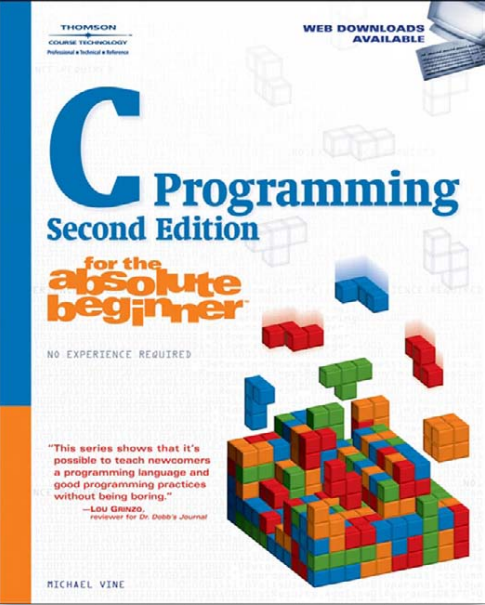 THOMSON
COURSE TECHNOLOGY
Professional ■ Technical ■ Reference
WEB DOWNLOADS
AVAILABLE
C Programming
Second Edition
for the
absolute
beginner™
NO EXPERIENCE REQUIRED
"This series shows that it's
possible to teach newcomers
a programming language and
good programming practices
without being boring."
—LOU GRINZO,
reviewer for Dr. Dobb's Journal
MICHAEL VINE